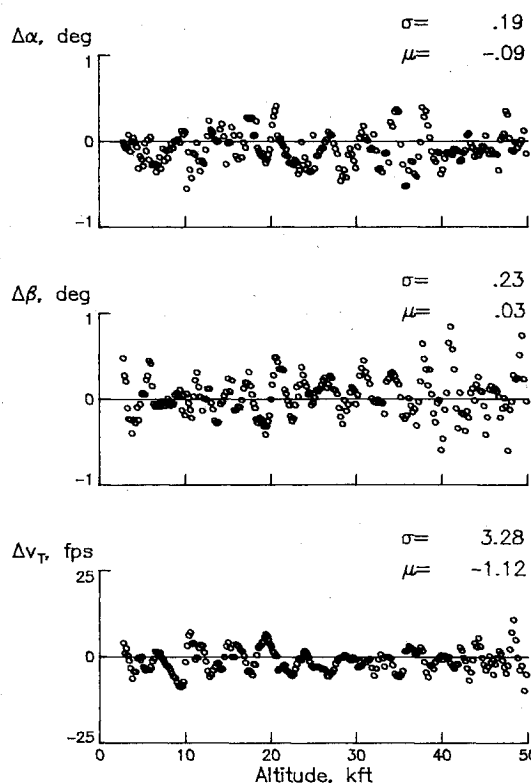 Δα, deg
σ= .19
μ= -.09
1
0
-1
Δβ, deg
σ= .23
μ= .03
1
0
-1
Δv_T, fps
σ= 3.28
μ= -1.12
25
0
-25
0 10 20 30 40 50
Altitude, kft